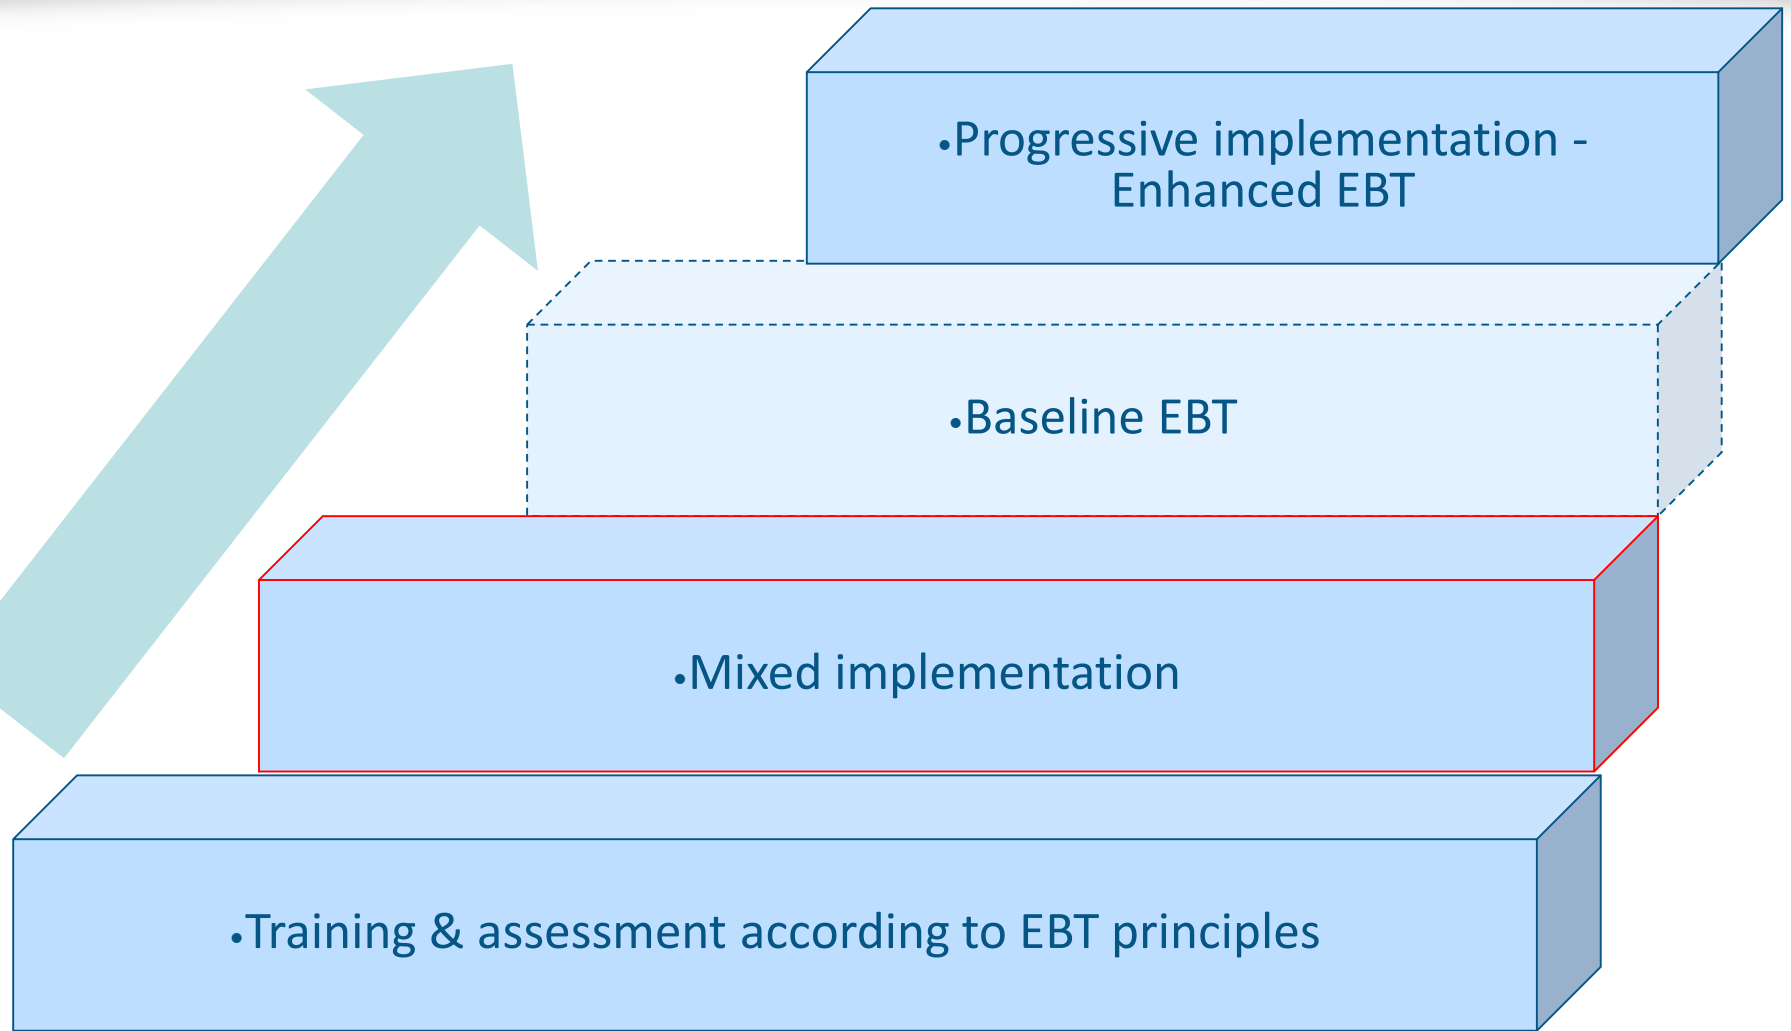 •Progressive implementation -
Enhanced EBT
•Baseline EBT
•Mixed implementation
•Training & assessment according to EBT principles